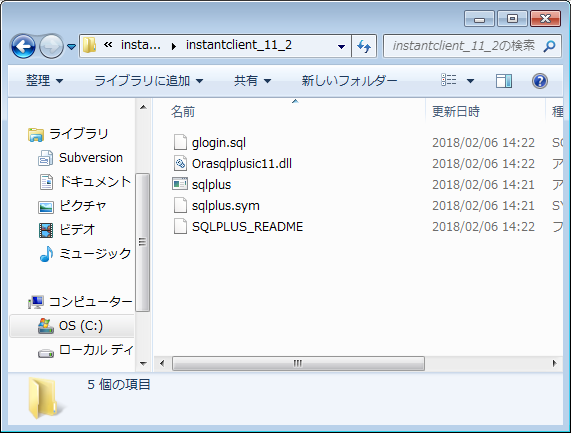 « insta... ▸ instantclient_11_2
instantclient_11_2の検索
整理 ライブラリに追加 共有 新しいフォルダー
名前 更新日時 種
ライブラリ
Subversion
ドキュメント
ピクチャ
ビデオ
ミュージック
コンピューター
OS (C:)
ローカル ディ
glogin.sql 2018/02/06 14:22 SQ
Orasqlplusic11.dll 2018/02/06 14:22 ア
sqlplus 2018/02/06 14:21 ア
sqlplus.sym 2018/02/06 14:21 SY
SQLPLUS_README 2018/02/06 14:22 フ
5 個の項目